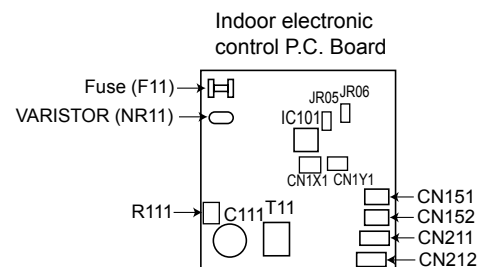 Indoor electronic
control P.C. Board
Fuse (F11)
VARISTOR (NR11)
JR05 JR06
IC101
CN1X1 CN1Y1
CN151
R111 C111 T11
CN152
CN211
CN212